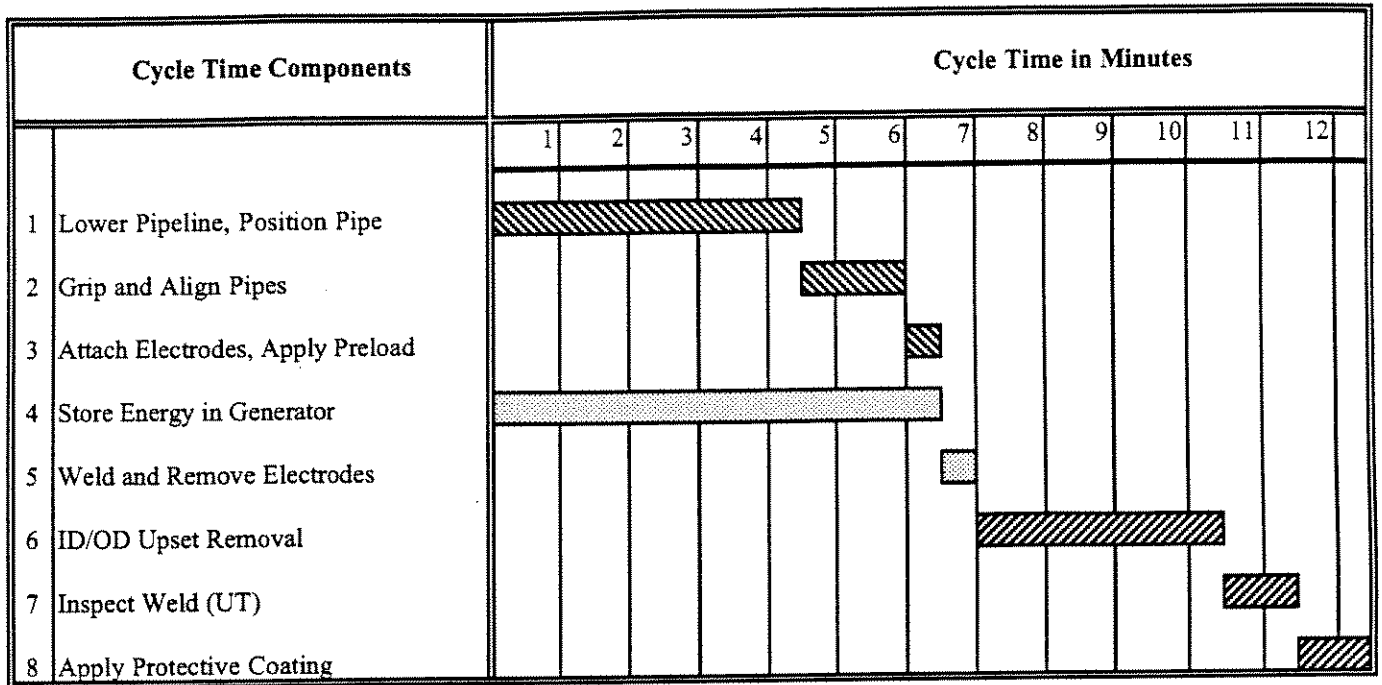 Cycle Time Components
Cycle Time in Minutes
1 2 3 4 5 6 7 8 9 10 11 12
1 Lower Pipeline, Position Pipe
2 Grip and Align Pipes
3 Attach Electrodes, Apply Preload
4 Store Energy in Generator
5 Weld and Remove Electrodes
6 ID/OD Upset Removal
7 Inspect Weld (UT)
8 Apply Protective Coating